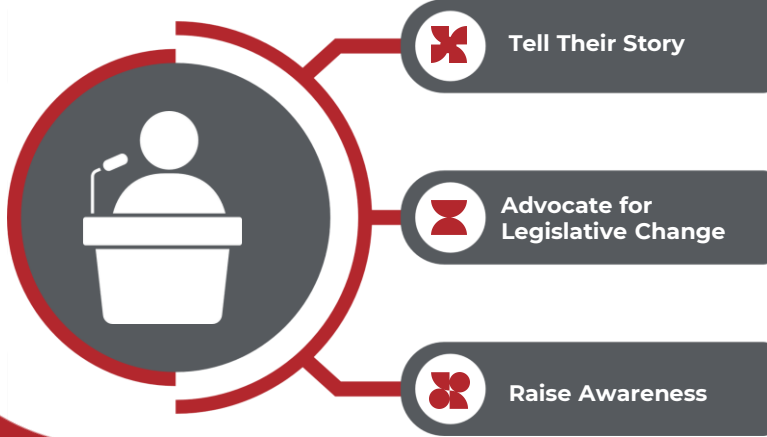 Tell Their Story
Advocate for
Legislative Change
Raise Awareness